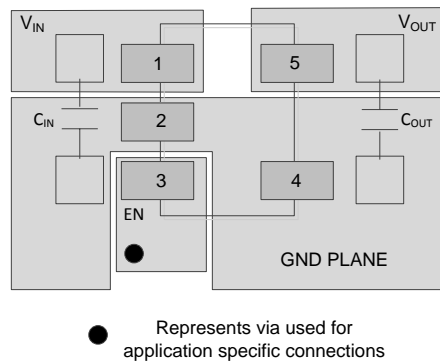 VIN
VOUT
1
5
2
CIN
COUT
3
4
EN
GND PLANE
Represents via used for
application specific connections